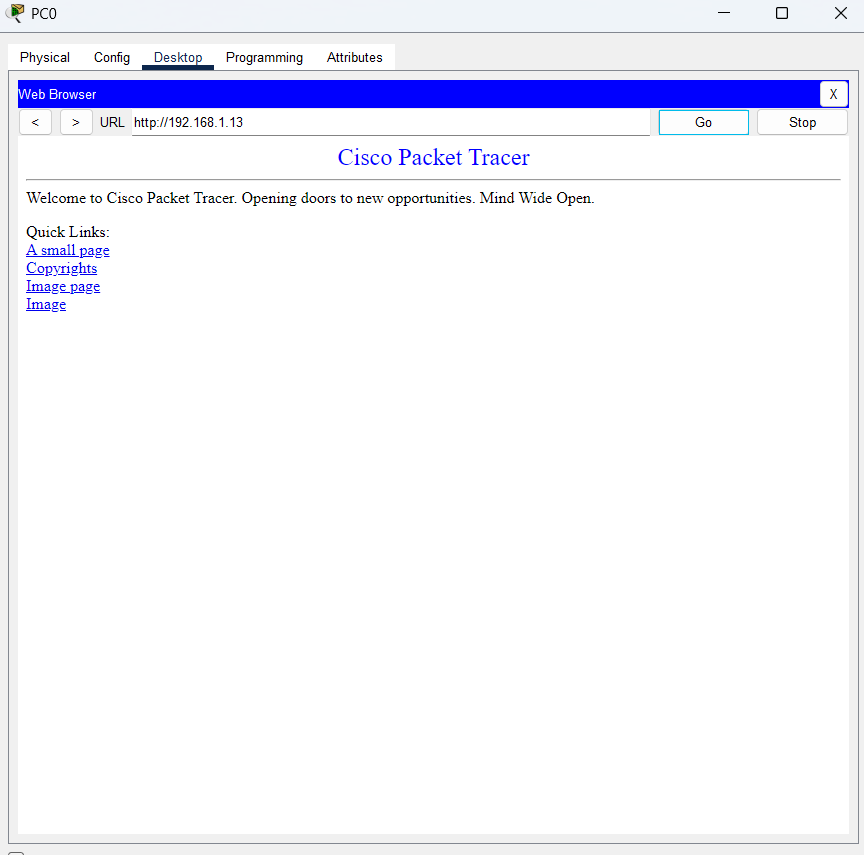 PC0
Physical Config Desktop Programming Attributes
Web Browser X
< > URL http://192.168.1.13 Go Stop
Cisco Packet Tracer
Welcome to Cisco Packet Tracer. Opening doors to new opportunities. Mind Wide Open.
Quick Links:
A small page
Copyrights
Image page
Image